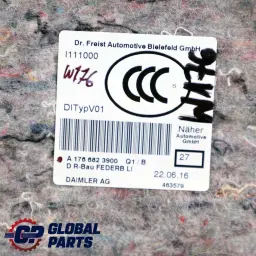 Dr. Freist Automotive Bielefeld GmbH
I111000
W176
CCC
DITypV01
Näher
Automotive
GmbH
27
A 176 682 3900 Q1 / B
D R-Bau FEDERB LI
22.06.16
DAIMLER AG
463579
GLOBAL
PARTS